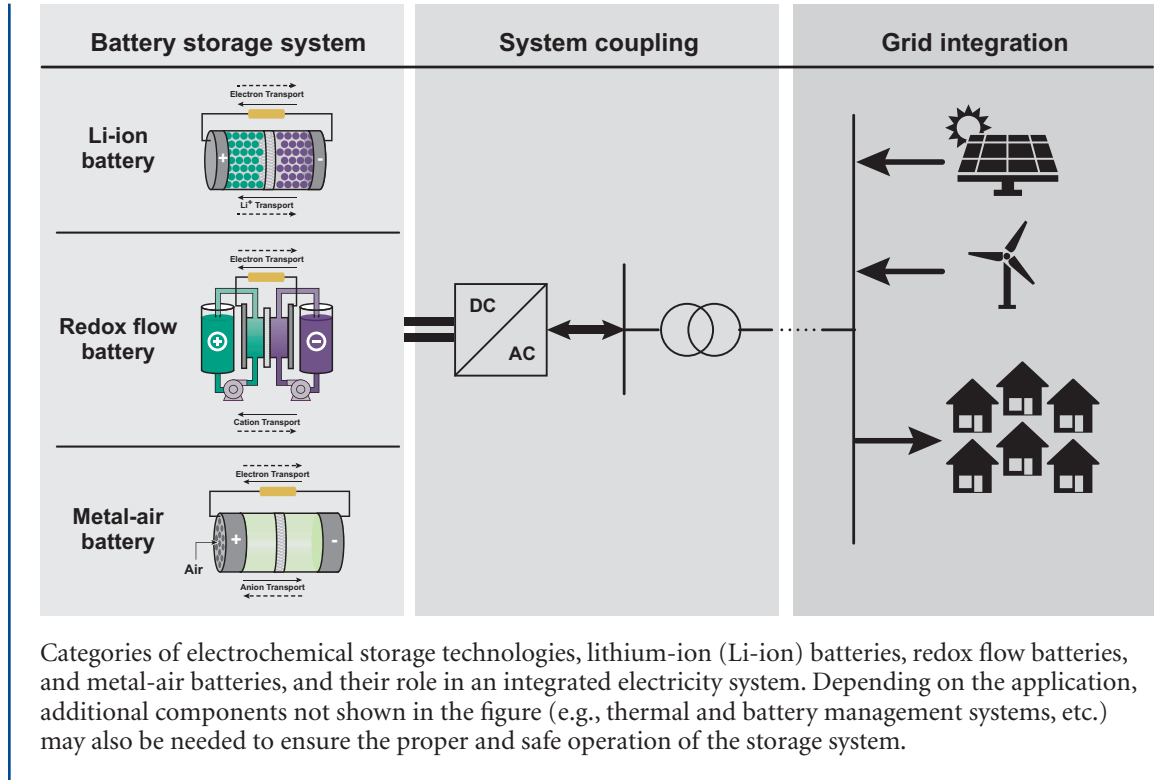 Battery storage system
System coupling
Grid integration
Electron Transport
Li-ion
battery
+
-
Li+ Transport
Electron Transport
Redox flow
battery
+
−
Cation Transport
DC
AC
Electron Transport
Metal-air
battery
+
-
Air
Anion Transport
Categories of electrochemical storage technologies, lithium-ion (Li-ion) batteries, redox flow batteries,
and metal-air batteries, and their role in an integrated electricity system. Depending on the application,
additional components not shown in the figure (e.g., thermal and battery management systems, etc.)
may also be needed to ensure the proper and safe operation of the storage system.